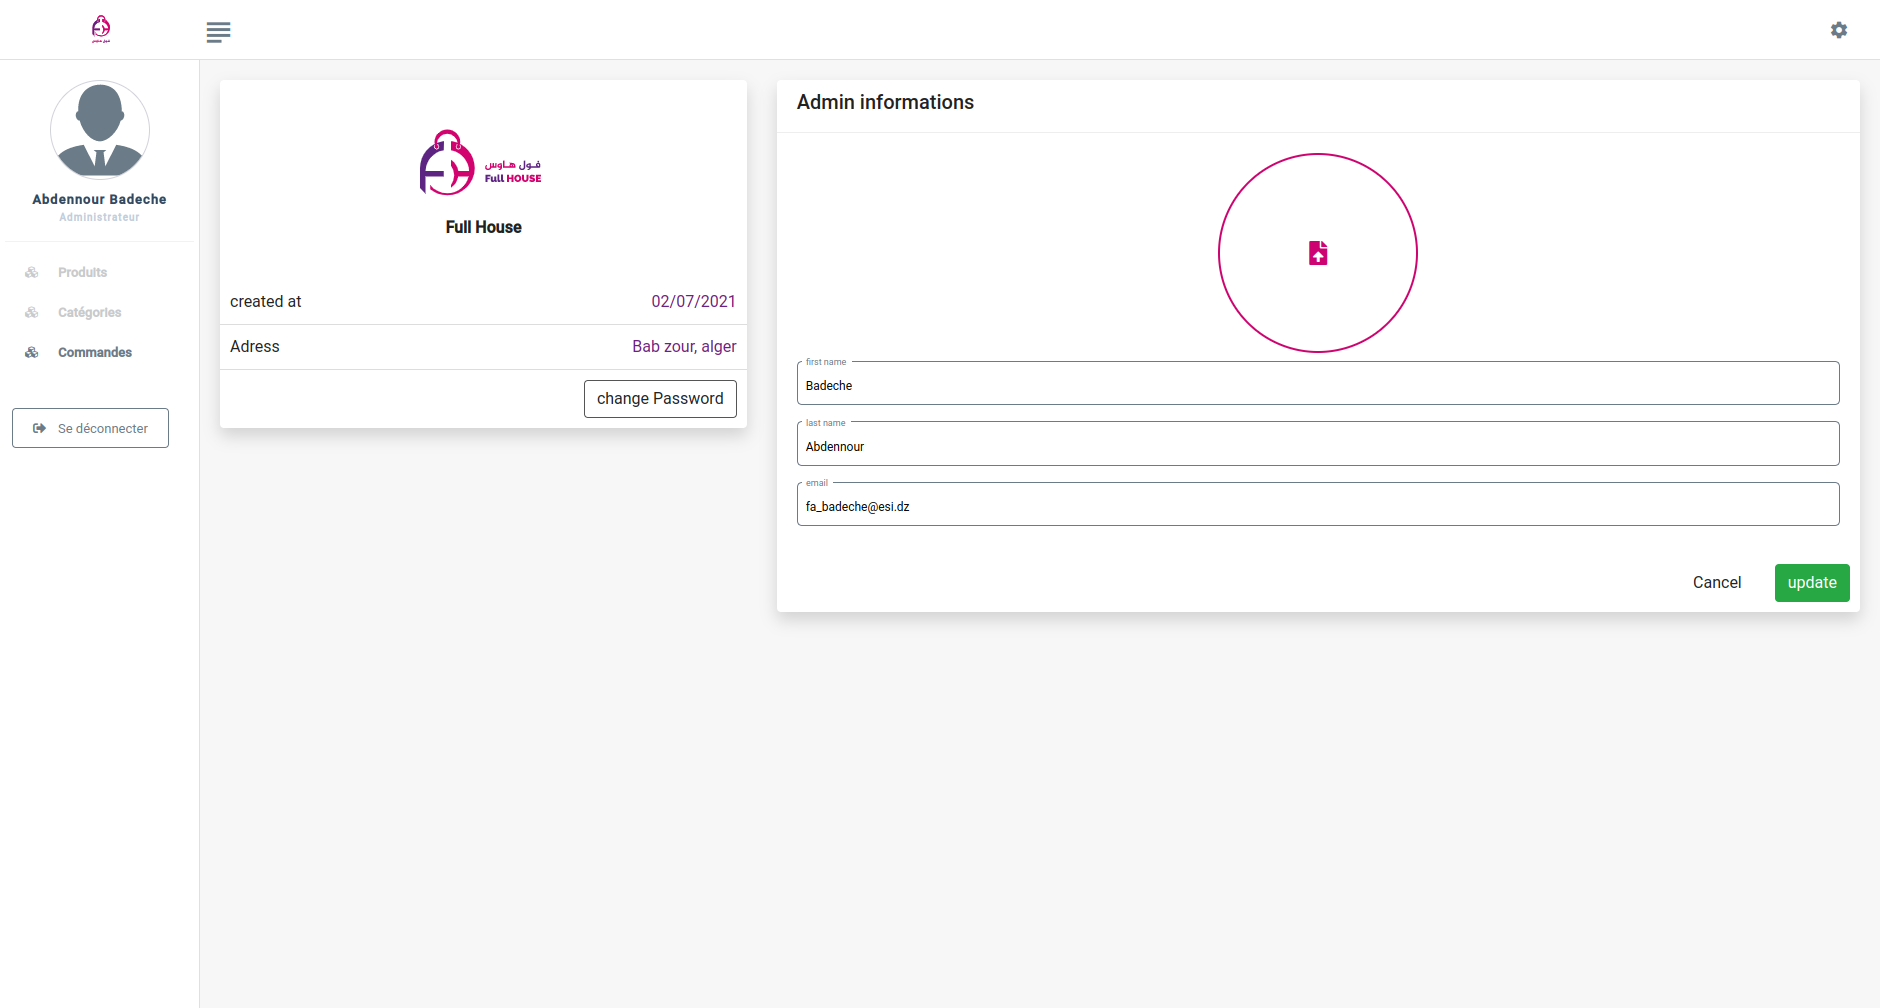 Abdennour Badeche
Administrateur
Produits
Catégories
Commandes
Se déconnecter
فول هاوس
Full HOUSE
Full House
created at 02/07/2021
Adress Bab zour, alger
change Password
Admin informations
first name
Badeche
last name
Abdennour
email
fa_badeche@esi.dz
Cancel update